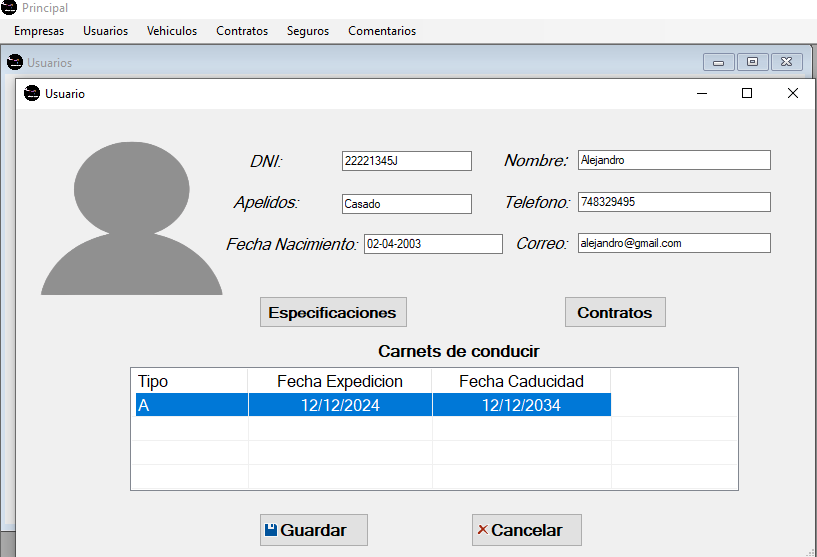 Principal
Empresas Usuarios Vehiculos Contratos Seguros Comentarios
Usuarios
Usuario
DNI: 22221345J Nombre: Alejandro
Apelidos: Casado Telefono: 748329495
Fecha Nacimiento: 02-04-2003 Correo: alejandro@gmail.com
Especificaciones Contratos
Carnets de conducir
Tipo Fecha Expedicion Fecha Caducidad
A 12/12/2024 12/12/2034
Guardar Cancelar